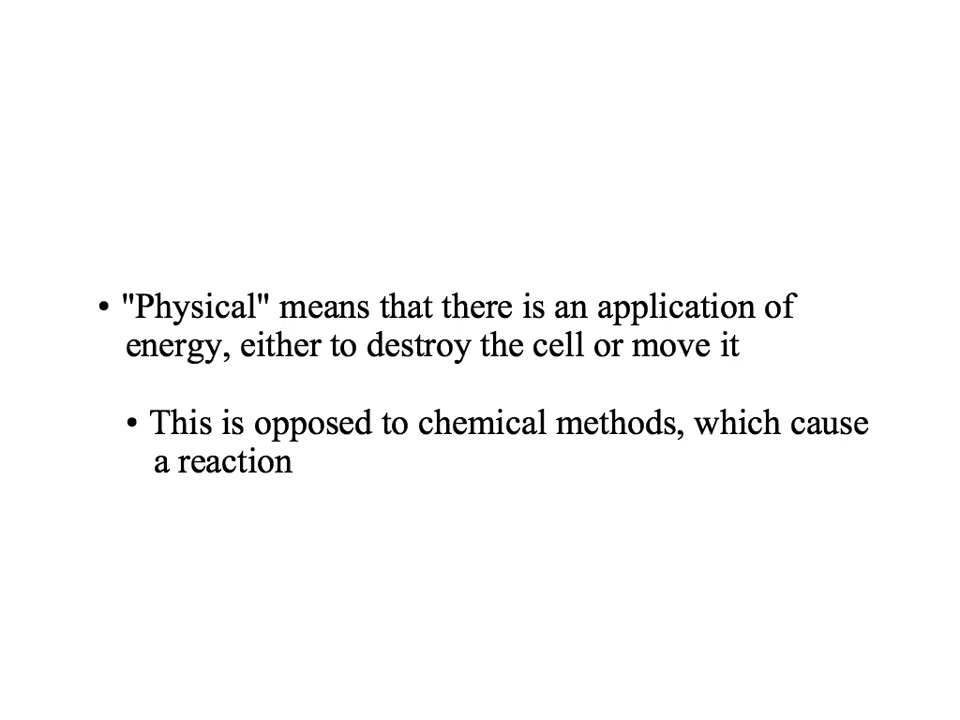 • "Physical" means that there is an application of
energy, either to destroy the cell or move it
• This is opposed to chemical methods, which cause
a reaction